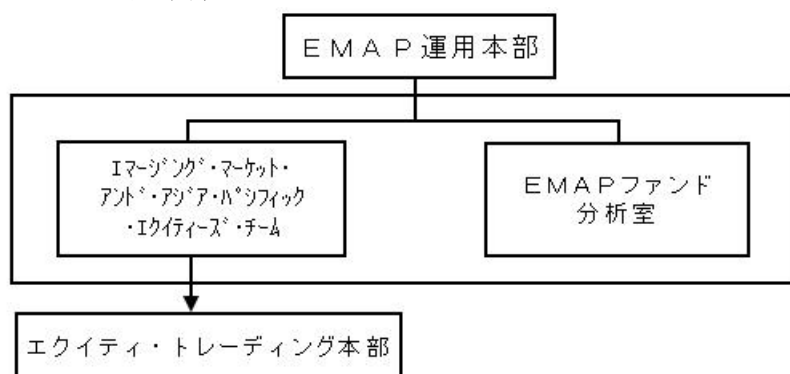 ＥＭＡＰ運用本部
ｴﾏｰｼﾞﾝｸﾞ・ﾏｰｹｯﾄ・
ｱﾝﾄﾞ・ｱｼﾞｱ・ﾊﾟｼﾌｨｯｸ
・ｴｸｲﾃｨｰｽﾞ・ﾁｰﾑ
ＥＭＡＰファンド
分析室
エクイティ・トレーディング本部